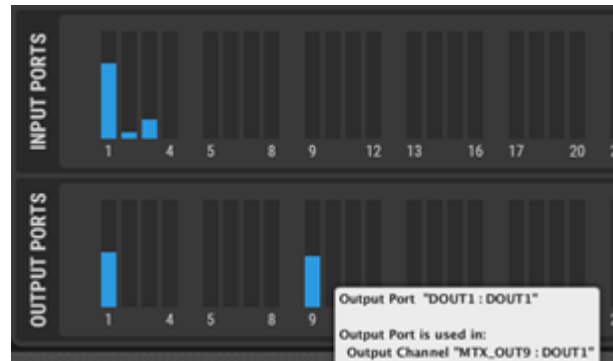 INPUT PORTS
1 4 5 8 9 12 13 16 17 20
OUTPUT PORTS
1 4 5 8 9
Output Port "DOUT1 : DOUT1"
Output Port is used in:
Output Channel "MTX_OUT9 : DOUT1"